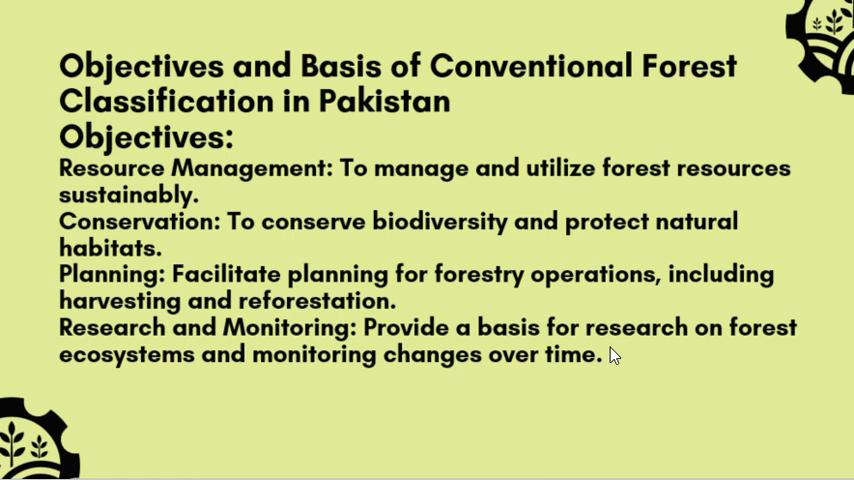 Objectives and Basis of Conventional Forest
Classification in Pakistan
Objectives:
Resource Management: To manage and utilize forest resources
sustainably.
Conservation: To conserve biodiversity and protect natural
habitats.
Planning: Facilitate planning for forestry operations, including
harvesting and reforestation.
Research and Monitoring: Provide a basis for research on forest
ecosystems and monitoring changes over time.